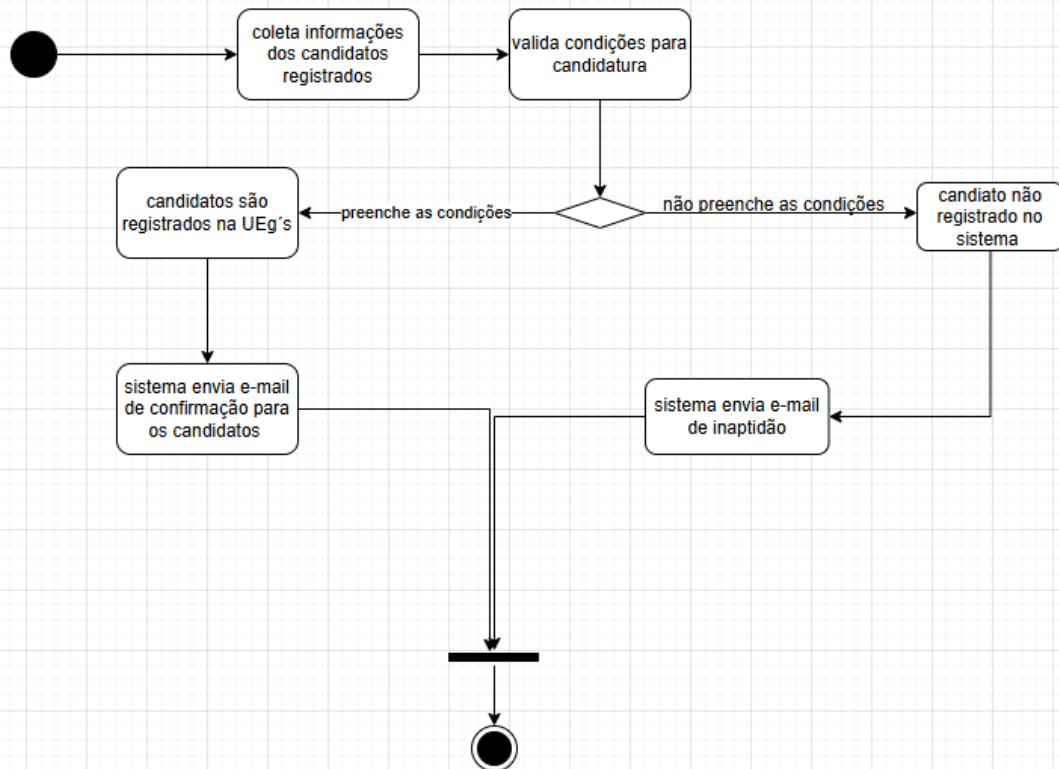 coleta informações
dos candidatos
registrados
valida condições para
candidatura
candidatos são
registrados na UEg´s
preenche as condições
não preenche as condições
candiato não
registrado no
sistema
sistema envia e-mail
de confirmação para
os candidatos
sistema envia e-mail
de inaptidão